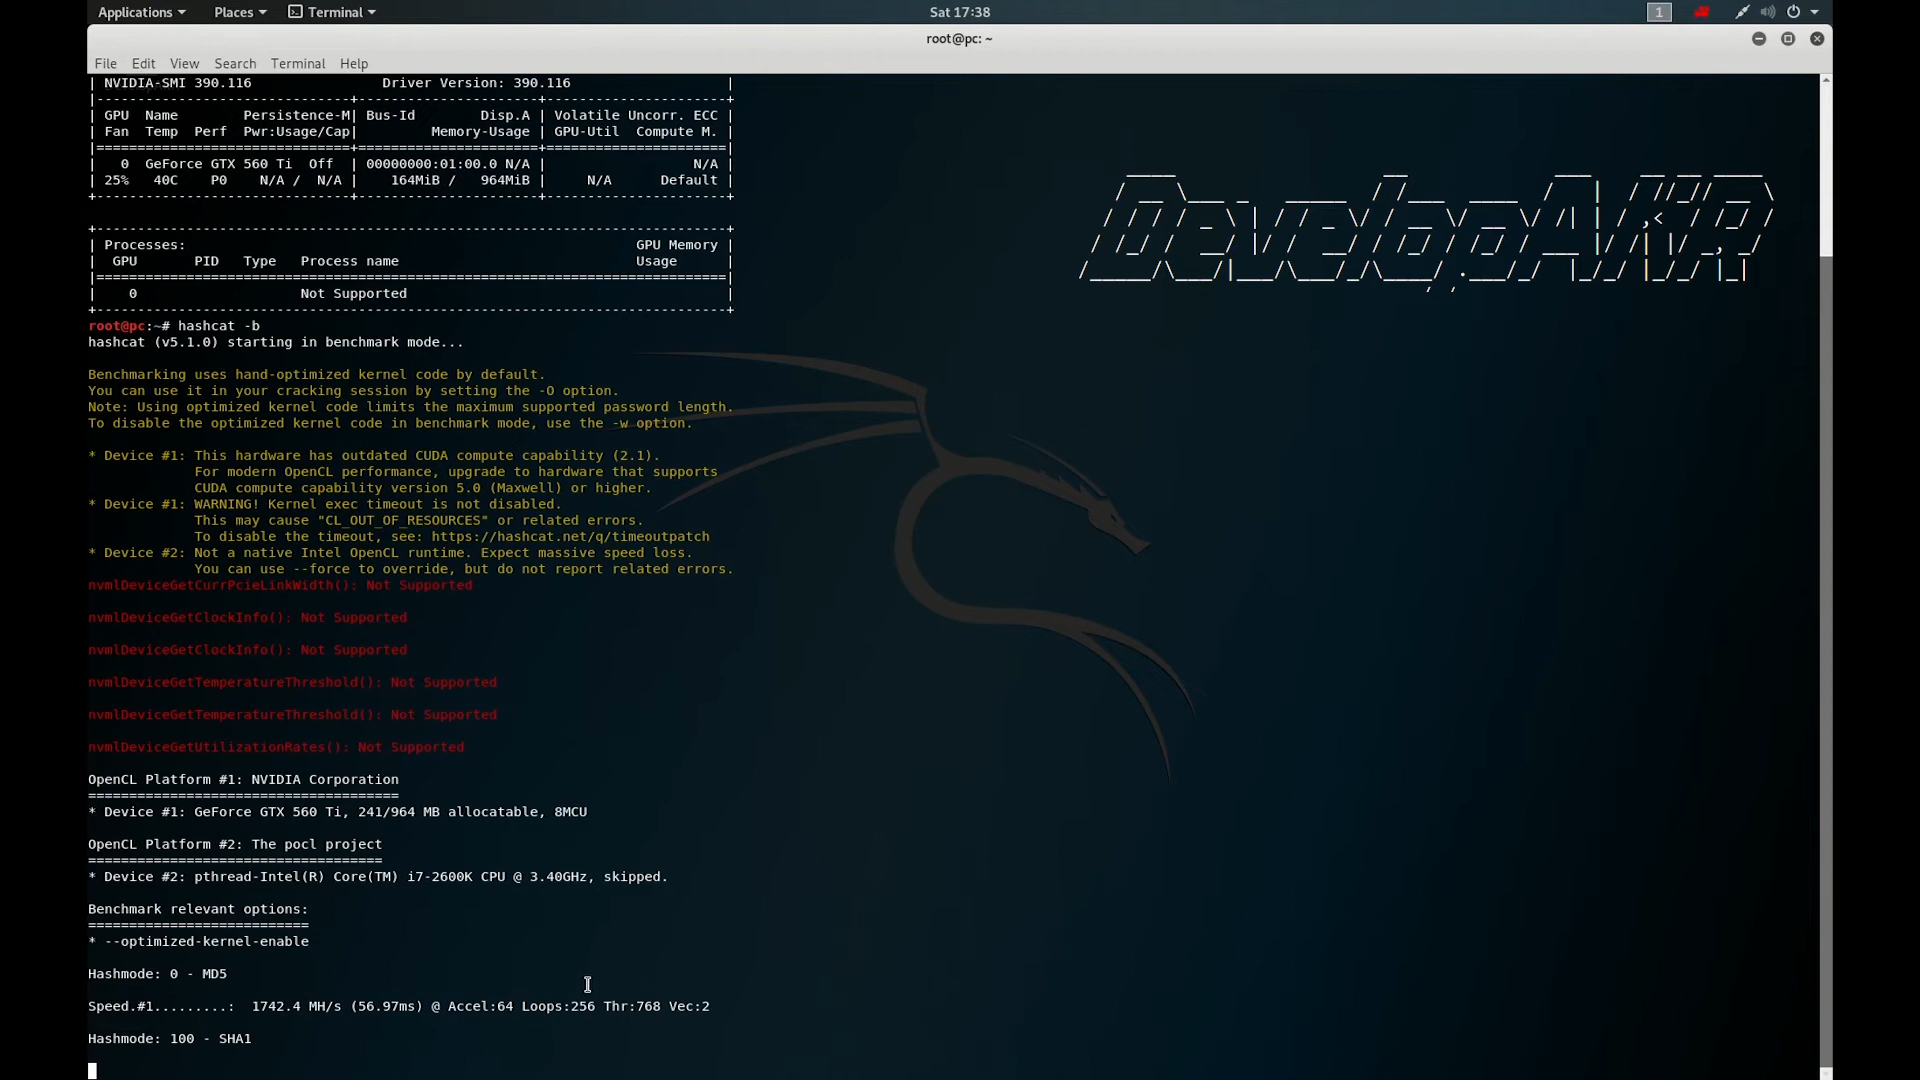 Applications Places Terminal Sat 17:38 1
root@pc: ~
File Edit View Search Terminal Help
| NVIDIA-SMI 390.116                Driver Version: 390.116                   |
|-------------------------------+----------------------+----------------------+
| GPU  Name        Persistence-M| Bus-Id        Disp.A | Volatile Uncorr. ECC |
| Fan  Temp  Perf  Pwr:Usage/Cap|         Memory-Usage | GPU-Util  Compute M. |
|===============================+======================+======================|
|   0  GeForce GTX 560 Ti  Off  | 00000000:01:00.0 N/A |                  N/A |
| 25%   40C    P0    N/A /  N/A |    164MiB /   964MiB |     N/A      Default |
+-------------------------------+----------------------+----------------------+
DevelopAKR
+-----------------------------------------------------------------------------+
| Processes:                                                       GPU Memory |
|  GPU       PID   Type   Process name                             Usage      |
|=============================================================================|
|    0                    Not Supported                                       |
+-----------------------------------------------------------------------------+
root@pc:~# hashcat -b
hashcat (v5.1.0) starting in benchmark mode...
Benchmarking uses hand-optimized kernel code by default.
You can use it in your cracking session by setting the -O option.
Note: Using optimized kernel code limits the maximum supported password length.
To disable the optimized kernel code in benchmark mode, use the -w option.
* Device #1: This hardware has outdated CUDA compute capability (2.1).
             For modern OpenCL performance, upgrade to hardware that supports
             CUDA compute capability version 5.0 (Maxwell) or higher.
* Device #1: WARNING! Kernel exec timeout is not disabled.
             This may cause "CL_OUT_OF_RESOURCES" or related errors.
             To disable the timeout, see: https://hashcat.net/q/timeoutpatch
* Device #2: Not a native Intel OpenCL runtime. Expect massive speed loss.
             You can use --force to override, but do not report related errors.
nvmlDeviceGetCurrPcieLinkWidth(): Not Supported
nvmlDeviceGetClockInfo(): Not Supported
nvmlDeviceGetClockInfo(): Not Supported
nvmlDeviceGetTemperatureThreshold(): Not Supported
nvmlDeviceGetTemperatureThreshold(): Not Supported
nvmlDeviceGetUtilizationRates(): Not Supported
OpenCL Platform #1: NVIDIA Corporation
======================================
* Device #1: GeForce GTX 560 Ti, 241/964 MB allocatable, 8MCU
OpenCL Platform #2: The pocl project
====================================
* Device #2: pthread-Intel(R) Core(TM) i7-2600K CPU @ 3.40GHz, skipped.
Benchmark relevant options:
===========================
* --optimized-kernel-enable
Hashmode: 0 - MD5
Speed.#1.........:  1742.4 MH/s (56.97ms) @ Accel:64 Loops:256 Thr:768 Vec:2
Hashmode: 100 - SHA1